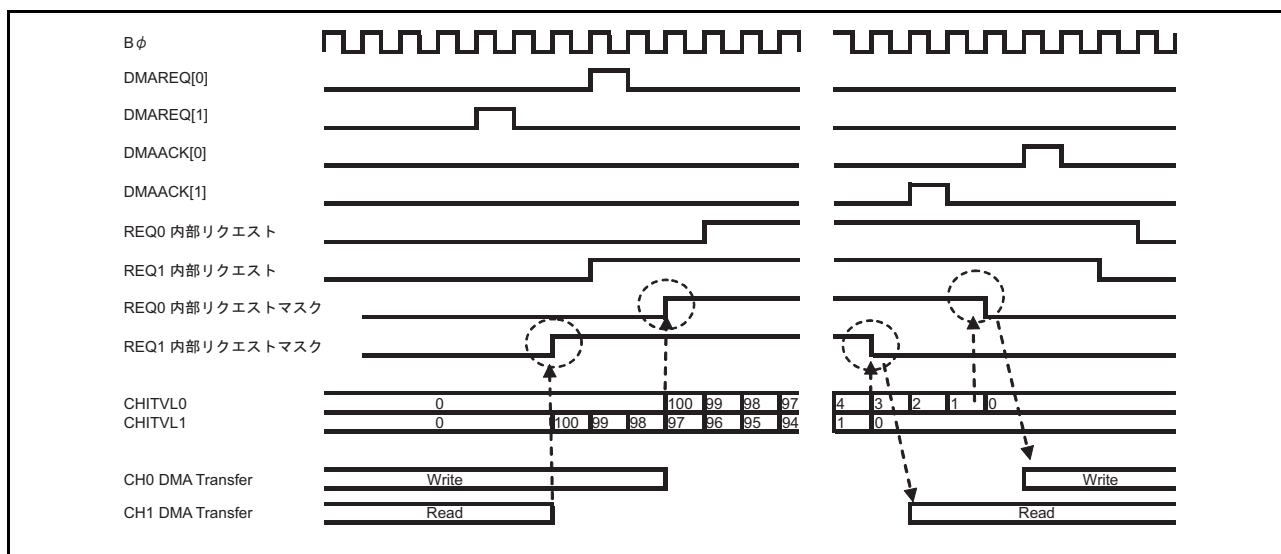 Bφ
DMAREQ[0]
DMAREQ[1]
DMAACK[0]
DMAACK[1]
REQ0 内部リクエスト
REQ1 内部リクエスト
REQ0 内部リクエストマスク
REQ1 内部リクエストマスク
CHITVL0 0 100 99 98 97 4 3 2 1 0
CHITVL1 0 100 99 98 97 96 95 94 1 0
CH0 DMA Transfer Write Write
CH1 DMA Transfer Read Read